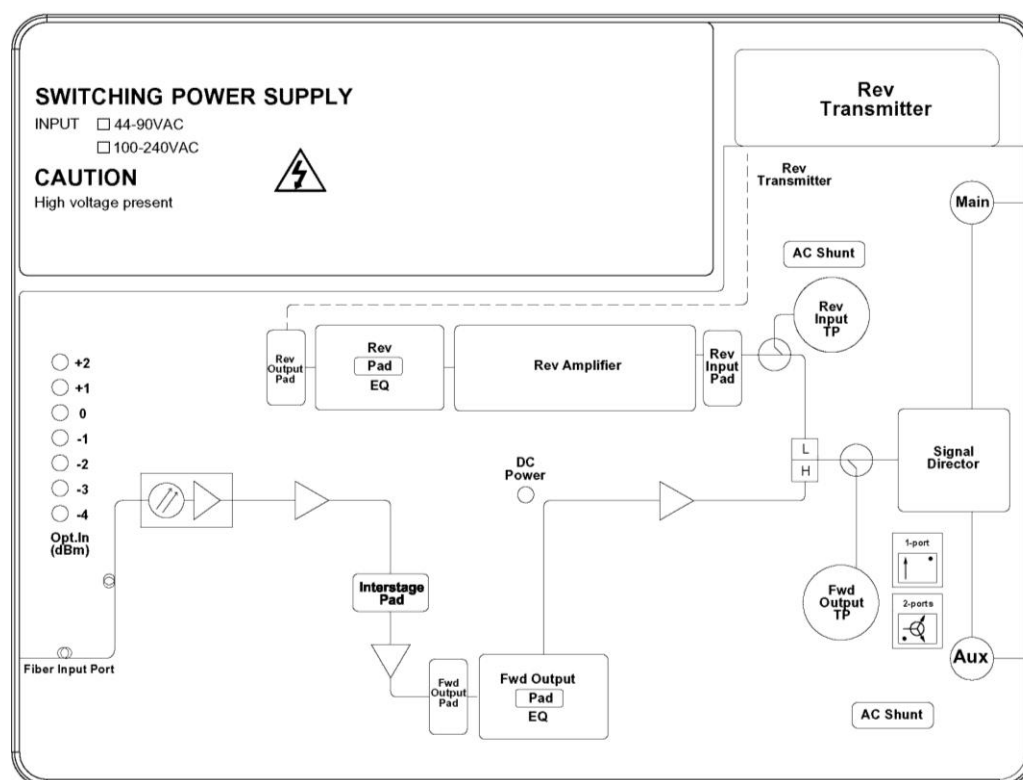 SWITCHING POWER SUPPLY
INPUT 44-90VAC
100-240VAC
CAUTION
High voltage present
Rev
Transmitter
Rev
Transmitter
Main
AC Shunt
Rev
Input
TP
Rev
Output
Pad
Rev
Pad
EQ
Rev Amplifier
Rev
Input
Pad
+2
+1
0
-1
-2
-3
-4
Opt.In
(dBm)
L
H
Signal
Director
DC
Power
1-port
2-ports
Interstage
Pad
Fwd
Output
TP
Fiber Input Port
Fwd
Output
Pad
Fwd Output
Pad
EQ
Aux
AC Shunt